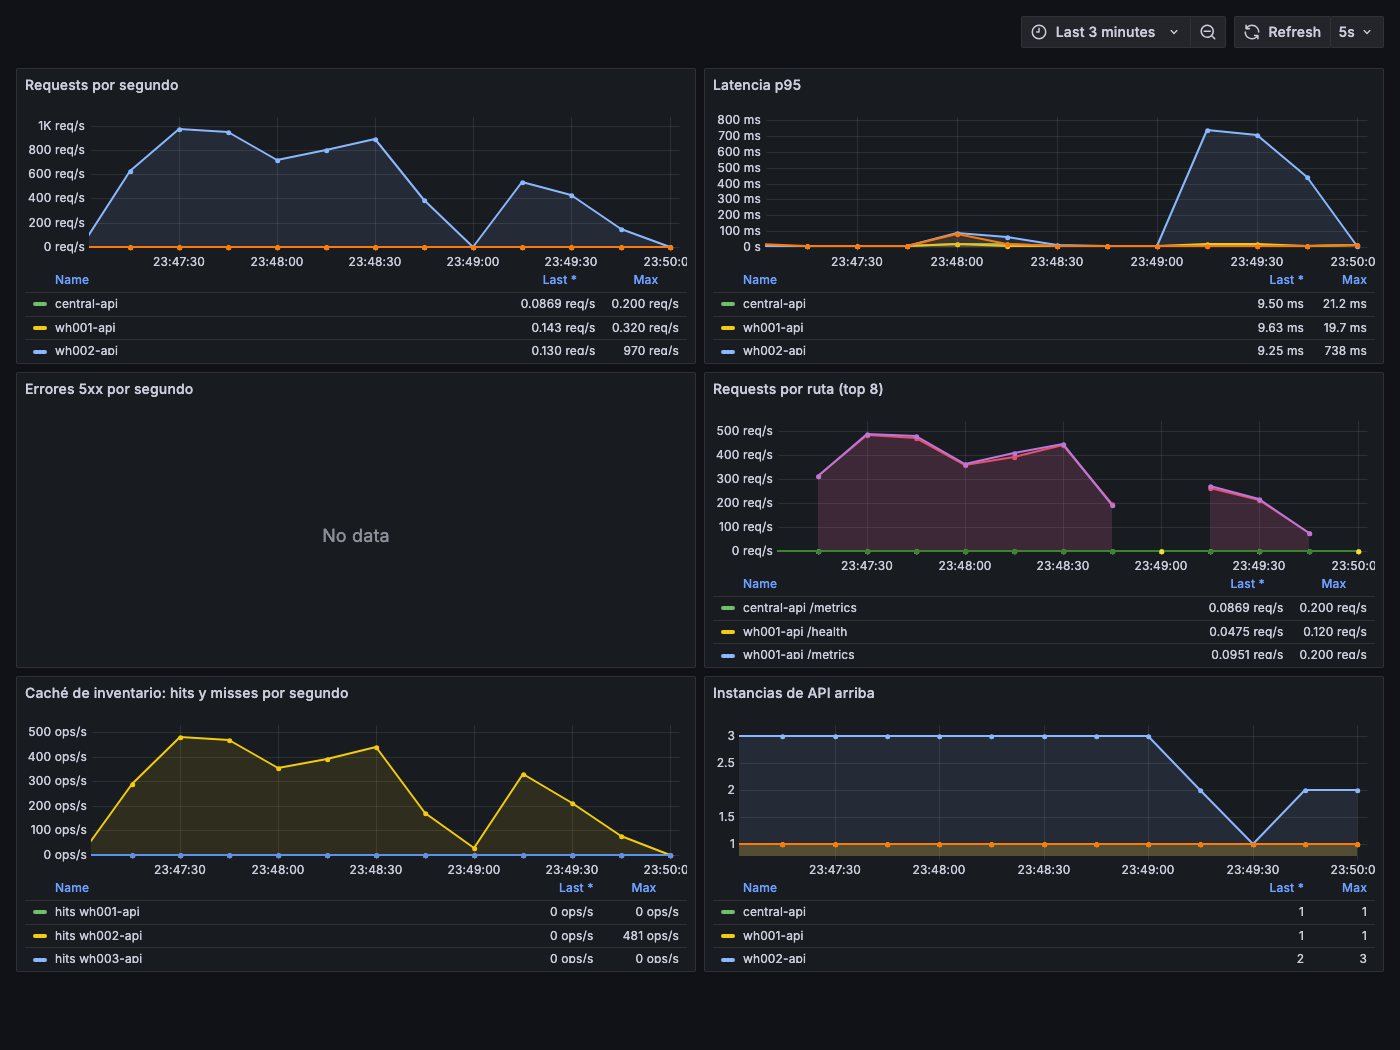 Last 3 minutes
Refresh
5s
Requests por segundo
1K req/s
800 req/s
600 req/s
400 req/s
200 req/s
0 req/s
23:47:30 23:48:00 23:48:30 23:49:00 23:49:30 23:50:0
Name Last * Max
central-api 0.0869 req/s 0.200 req/s
wh001-api 0.143 req/s 0.320 req/s
wh002-api 0.130 req/s 970 req/s
Latencia p95
800 ms
700 ms
600 ms
500 ms
400 ms
300 ms
200 ms
100 ms
0 s
23:47:30 23:48:00 23:48:30 23:49:00 23:49:30 23:50:0
Name Last * Max
central-api 9.50 ms 21.2 ms
wh001-api 9.63 ms 19.7 ms
wh002-api 9.25 ms 738 ms
Errores 5xx por segundo
No data
Requests por ruta (top 8)
500 req/s
400 req/s
300 req/s
200 req/s
100 req/s
0 req/s
23:47:30 23:48:00 23:48:30 23:49:00 23:49:30 23:50:0
Name Last * Max
central-api /metrics 0.0869 req/s 0.200 req/s
wh001-api /health 0.0475 req/s 0.120 req/s
wh001-api /metrics 0.0951 req/s 0.200 req/s
Caché de inventario: hits y misses por segundo
500 ops/s
400 ops/s
300 ops/s
200 ops/s
100 ops/s
0 ops/s
23:47:30 23:48:00 23:48:30 23:49:00 23:49:30 23:50:0
Name Last * Max
hits wh001-api 0 ops/s 0 ops/s
hits wh002-api 0 ops/s 481 ops/s
hits wh003-api 0 ops/s 0 ops/s
Instancias de API arriba
3
2.5
2
1.5
1
23:47:30 23:48:00 23:48:30 23:49:00 23:49:30 23:50:0
Name Last * Max
central-api 1 1
wh001-api 1 1
wh002-api 2 3